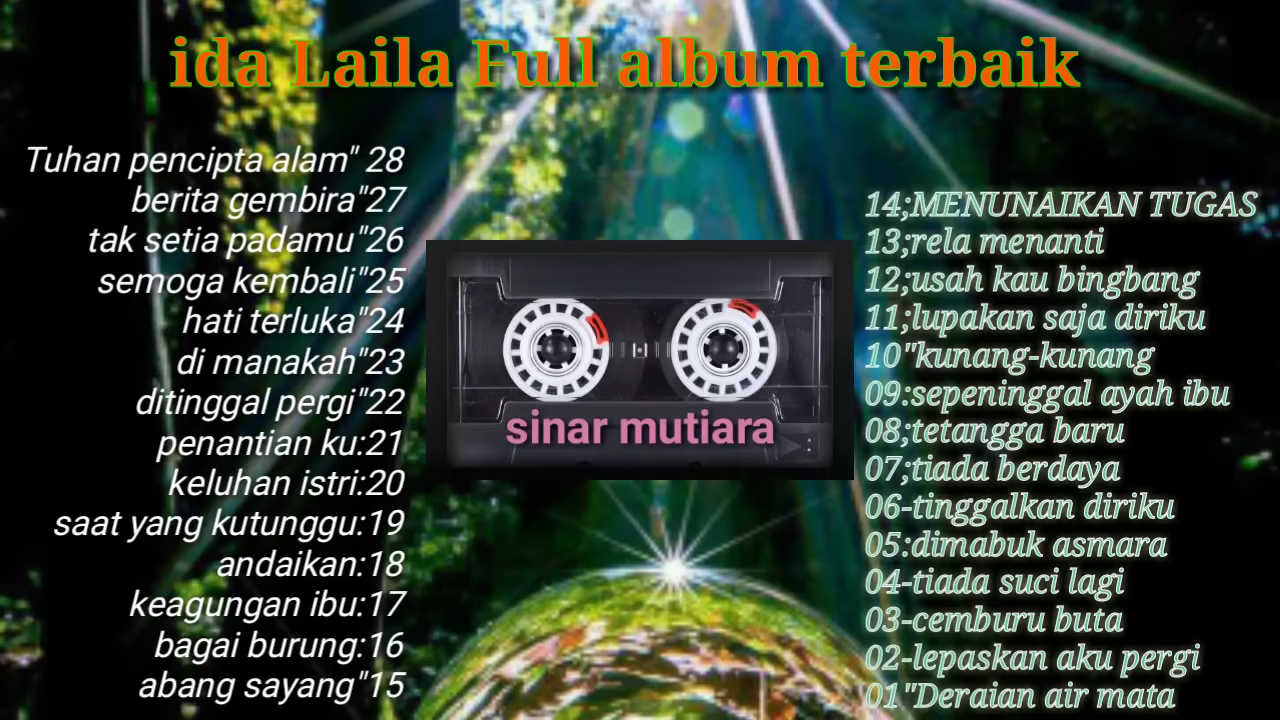 ida Laila Full album terbaik
Tuhan pencipta alam" 28
berita gembira"27
tak setia padamu"26
semoga kembali"25
hati terluka"24
di manakah"23
ditinggal pergi"22
penantian ku:21
keluhan istri:20
saat yang kutunggu:19
andaikan:18
keagungan ibu:17
bagai burung:16
abang sayang"15
sinar mutiara
14;MENUNAIKAN TUGAS
13;rela menanti
12;usah kau bingbang
11;lupakan saja diriku
10"kunang-kunang
09:sepeninggal ayah ibu
08;tetangga baru
07;tiada berdaya
06-tinggalkan diriku
05:dimabuk asmara
04-tiada suci lagi
03-cemburu buta
02-lepaskan aku pergi
01"Deraian air mata